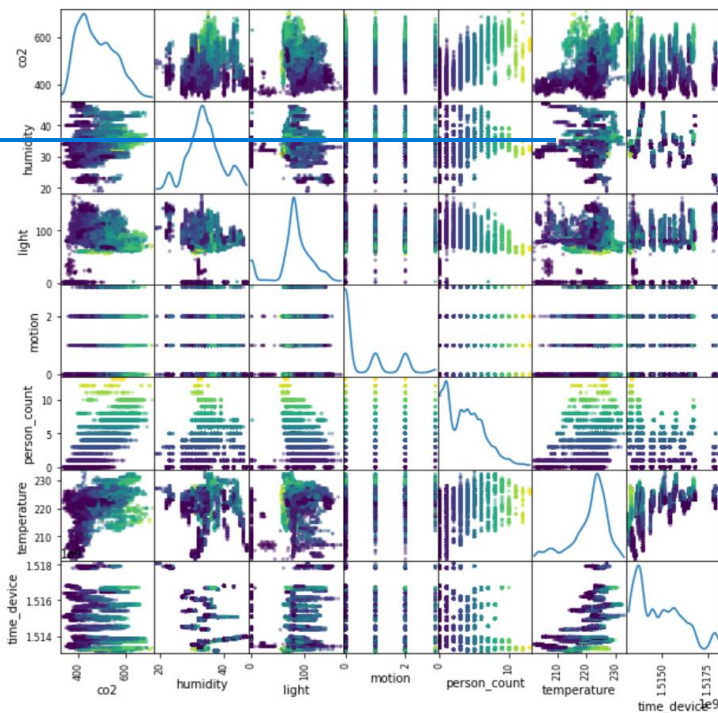 co2
600
400
humidity
40
30
20
light
100
0
motion
2
0
person_count
10
5
0
temperature
230
220
210
1e9
time_device
1.518
1.516
1.514
400
600
co2
20
40
humidity
0
100
light
0
2
motion
0
10
person_count
210
220
230
temperature
1.5150
1.5175
time_device
1e9